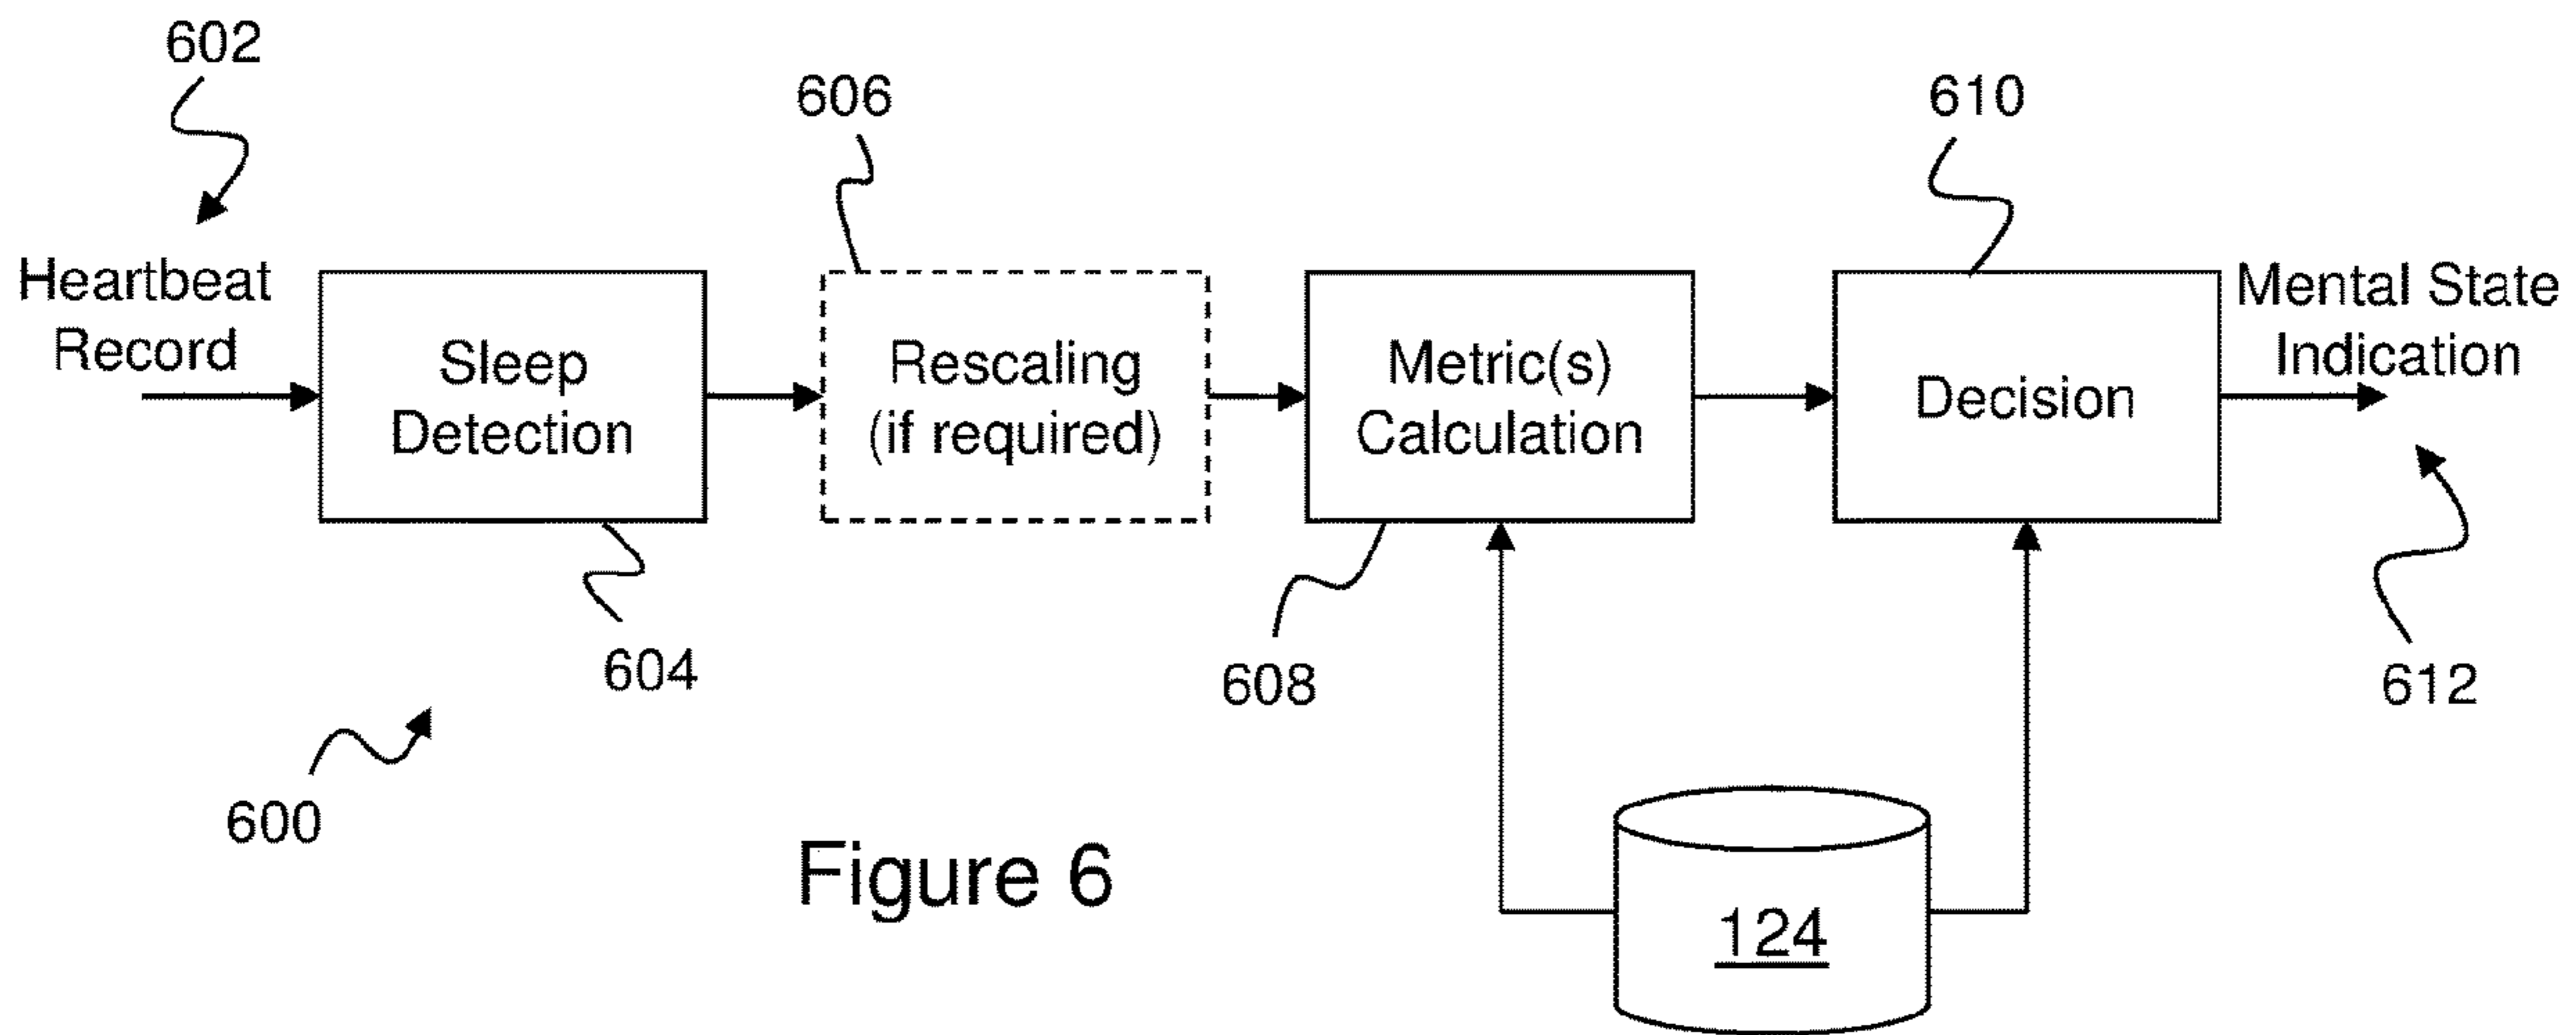 602
606
610
Heartbeat
Record
Sleep
Detection
Rescaling
(if required)
Metric(s)
Calculation
Decision
Mental State
Indication
604
608
612
600
Figure 6
124